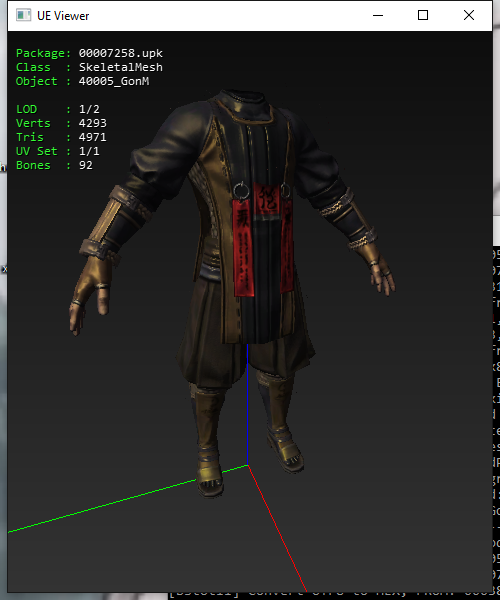 UE Viewer
Package: 00007258.upk
Class : SkeletalMesh
Object : 40005_GonM
LOD : 1/2
Verts : 4293
Tris : 4971
UV Set : 1/1
Bones : 92